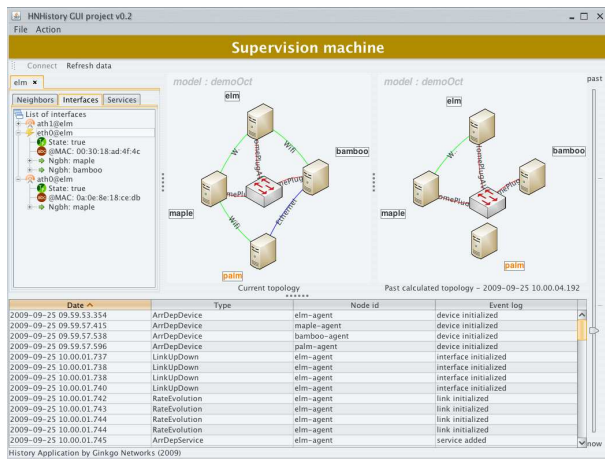 HNHistory GUI project v0.2
File Action
Supervision machine
Connect Refresh data
elm
Neighbors Interfaces Services
List of interfaces
ath1@elm
eth0@elm
State: true
@MAC: 00:30:18:ad:4f:4c
Ngbh: maple
Ngbh: bamboo
ath0@elm
State: true
@MAC: 0a:0e:8e:18:ce:db
Ngbh: maple
model : demoOct
elm
bamboo
maple
palm
W
Wifi
Wifi
Ethernet
HomePlugAV
Current topology
model : demoOct
elm
bamboo
maple
palm
W
HomePlugAV
Past calculated topology - 2009-09-25 10.00.04.192
past
now
Date Type Node id Event log
2009-09-25 09.59.53.354 ArrDepDevice elm-agent device initialized
2009-09-25 09.59.57.415 ArrDepDevice maple-agent device initialized
2009-09-25 09.59.57.538 ArrDepDevice bamboo-agent device initialized
2009-09-25 09.59.57.596 ArrDepDevice palm-agent device initialized
2009-09-25 10.00.01.737 LinkUpDown elm-agent interface initialized
2009-09-25 10.00.01.738 LinkUpDown elm-agent interface initialized
2009-09-25 10.00.01.738 LinkUpDown elm-agent interface initialized
2009-09-25 10.00.01.740 LinkUpDown elm-agent interface initialized
2009-09-25 10.00.01.742 RateEvolution elm-agent link initialized
2009-09-25 10.00.01.743 RateEvolution elm-agent link initialized
2009-09-25 10.00.01.744 RateEvolution elm-agent link initialized
2009-09-25 10.00.01.744 RateEvolution elm-agent link initialized
2009-09-25 10.00.01.745 ArrDepService elm-agent service added
History Application by Ginkgo Networks (2009)